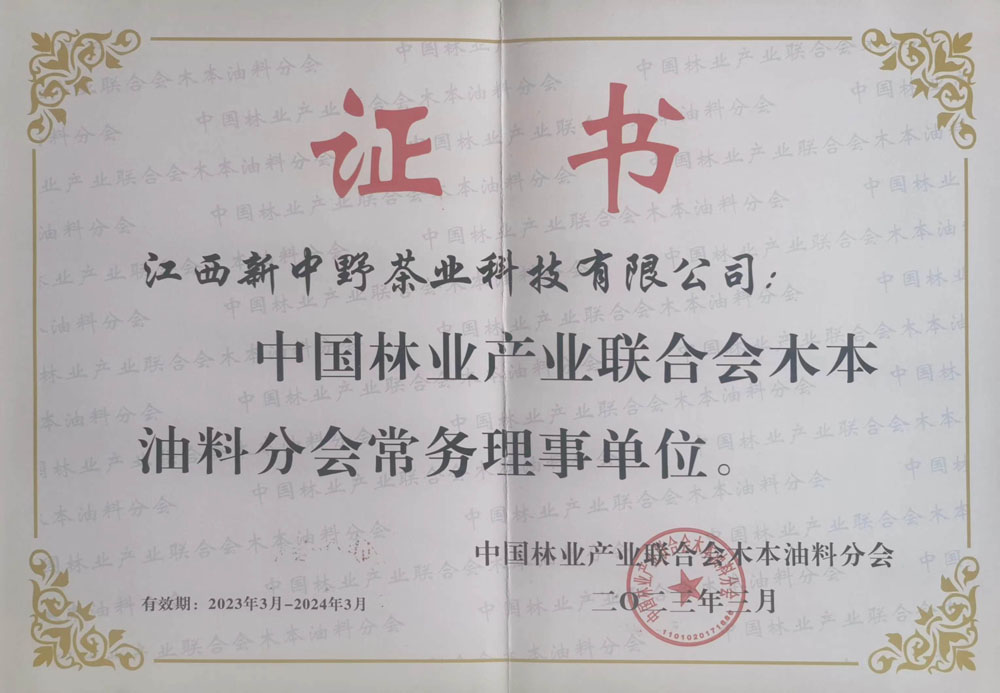 证书
江西新中野茶业科技有限公司：
中国林业产业联合会木本
油料分会常务理事单位。
中国林业产业联合会木本油料分会
有效期：2023年3月-2024年3月
二〇二三年三月